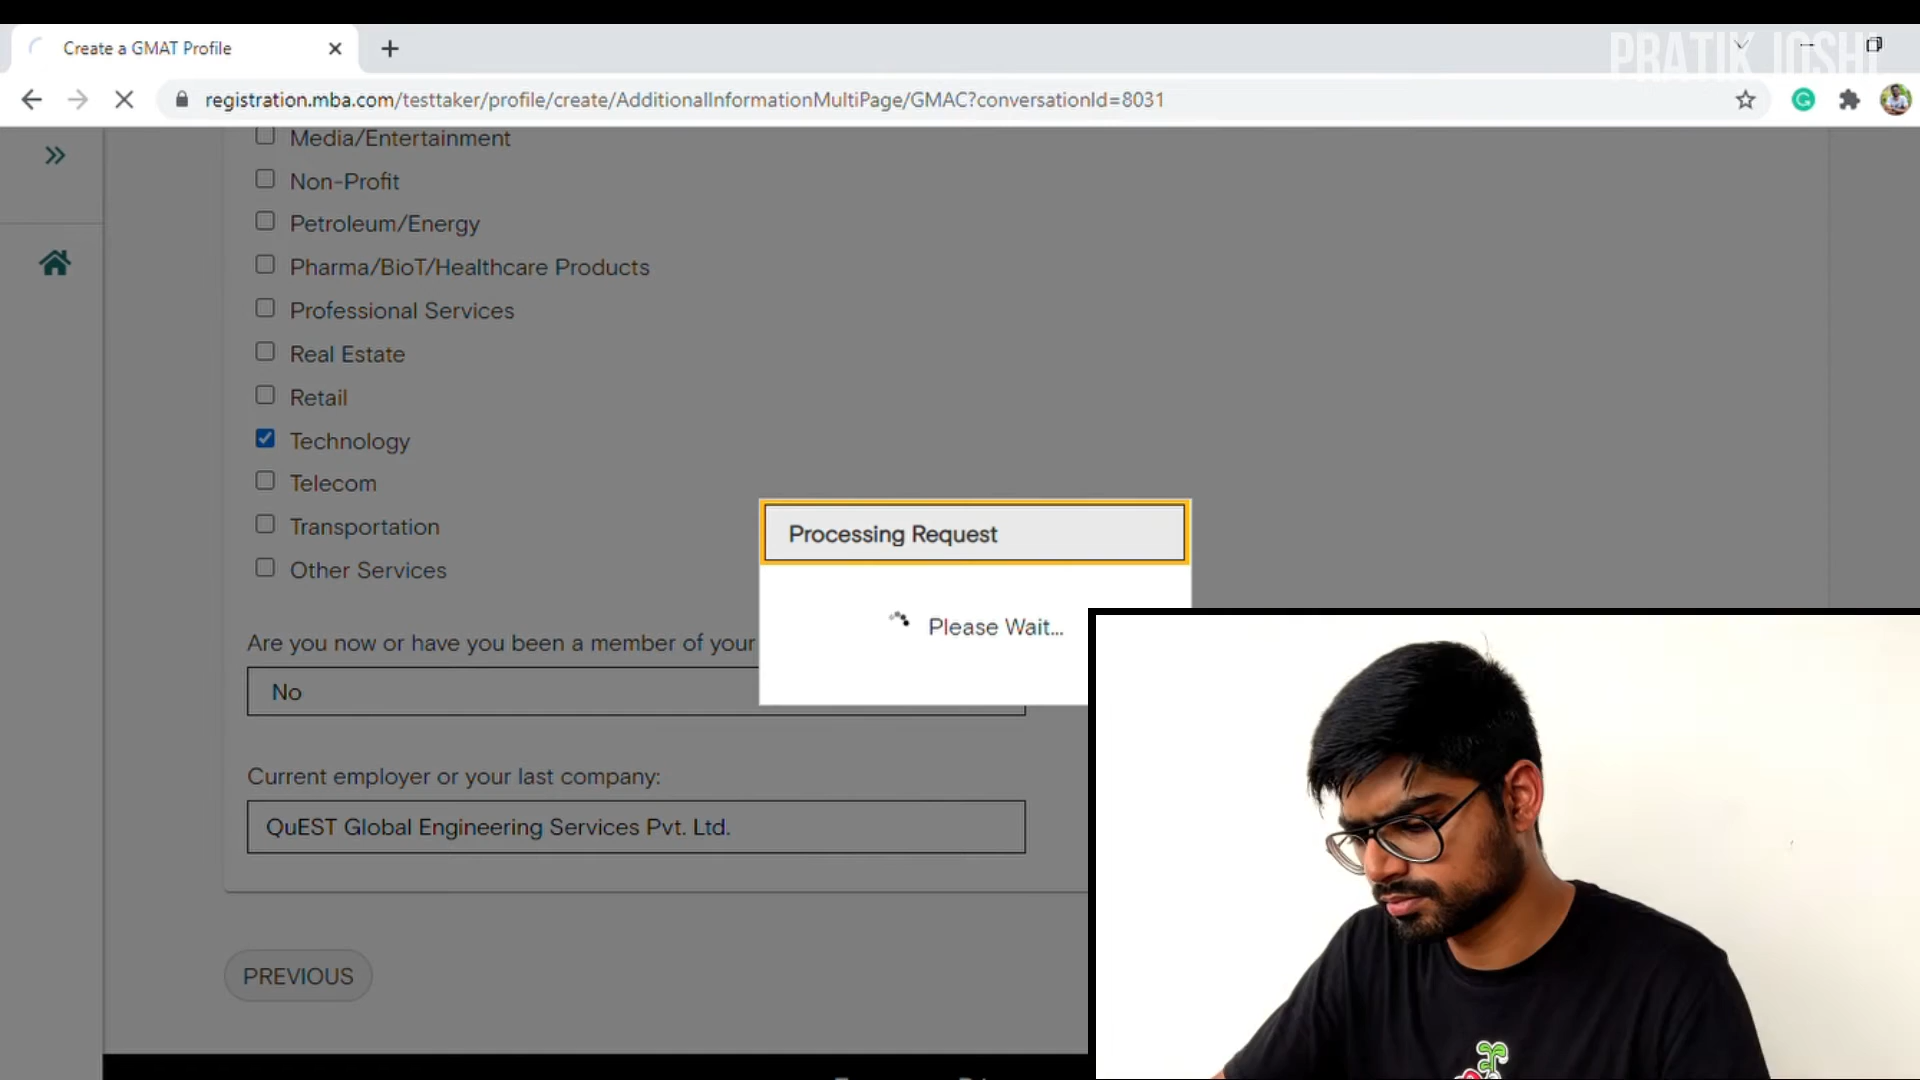 PRATIK JOSHI
Create a GMAT Profile
registration.mba.com/testtaker/profile/create/AdditionalInformationMultiPage/GMAC?conversationId=8031
Media/Entertainment
Non-Profit
Petroleum/Energy
Pharma/BioT/Healthcare Products
Professional Services
Real Estate
Retail
Technology
Telecom
Transportation
Other Services
Processing Request
Please Wait...
Are you now or have you been a member of your
No
Current employer or your last company:
QuEST Global Engineering Services Pvt. Ltd.
PREVIOUS